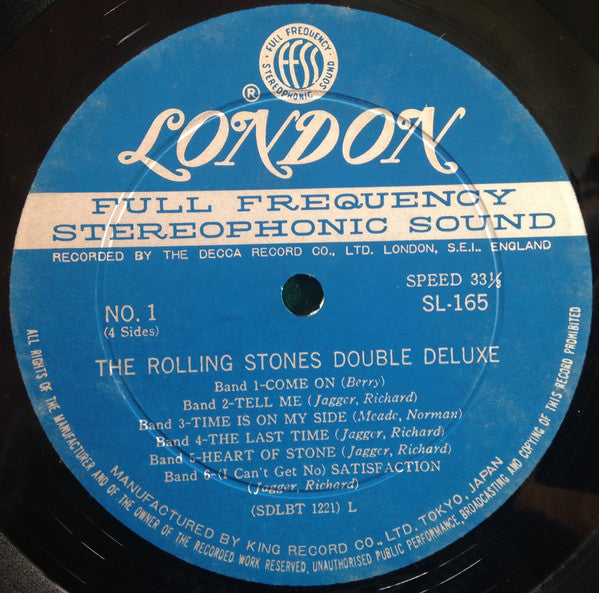 FULL FREQUENCY
STEREOPHONIC SOUND
FFSS
®
LONDON
FULL FREQUENCY
STEREOPHONIC SOUND
RECORDED BY THE DECCA RECORD CO., LTD. LONDON, S.E.I., ENGLAND
SPEED 33⅓
NO. 1 SL-165
(4 Sides)
THE ROLLING STONES DOUBLE DELUXE
Band 1-COME ON (Berry)
Band 2-TELL ME (Jagger, Richard)
Band 3-TIME IS ON MY SIDE (Meade, Norman)
Band 4-THE LAST TIME (Jagger, Richard)
Band 5-HEART OF STONE (Jagger, Richard)
Band 6-(I Can't Get No) SATISFACTION
(Jagger, Richard)
(SDLBT 1221) L
MANUFACTURED BY KING RECORD CO., LTD. TOKYO, JAPAN
ALL RIGHTS OF THE MANUFACTURER AND OF THE OWNER OF THE RECORDED WORK RESERVED, UNAUTHORISED PUBLIC PERFORMANCE, BROADCASTING AND COPYING OF THIS RECORD PROHIBITED